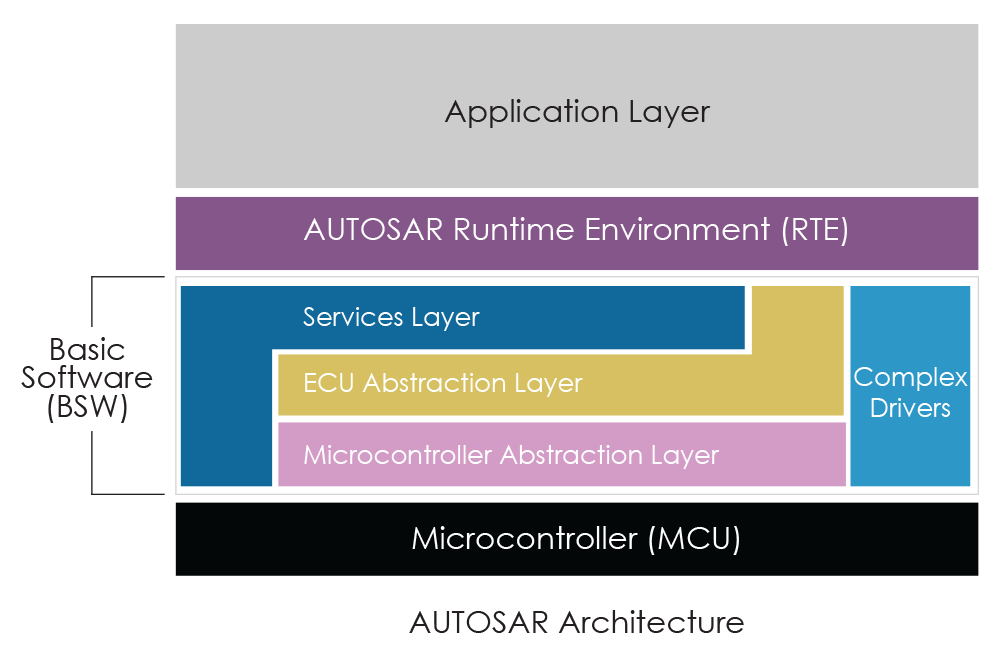 Application Layer
AUTOSAR Runtime Environment (RTE)
Basic
Software
(BSW)
Services Layer
ECU Abstraction Layer
Microcontroller Abstraction Layer
Complex
Drivers
Microcontroller (MCU)
AUTOSAR Architecture